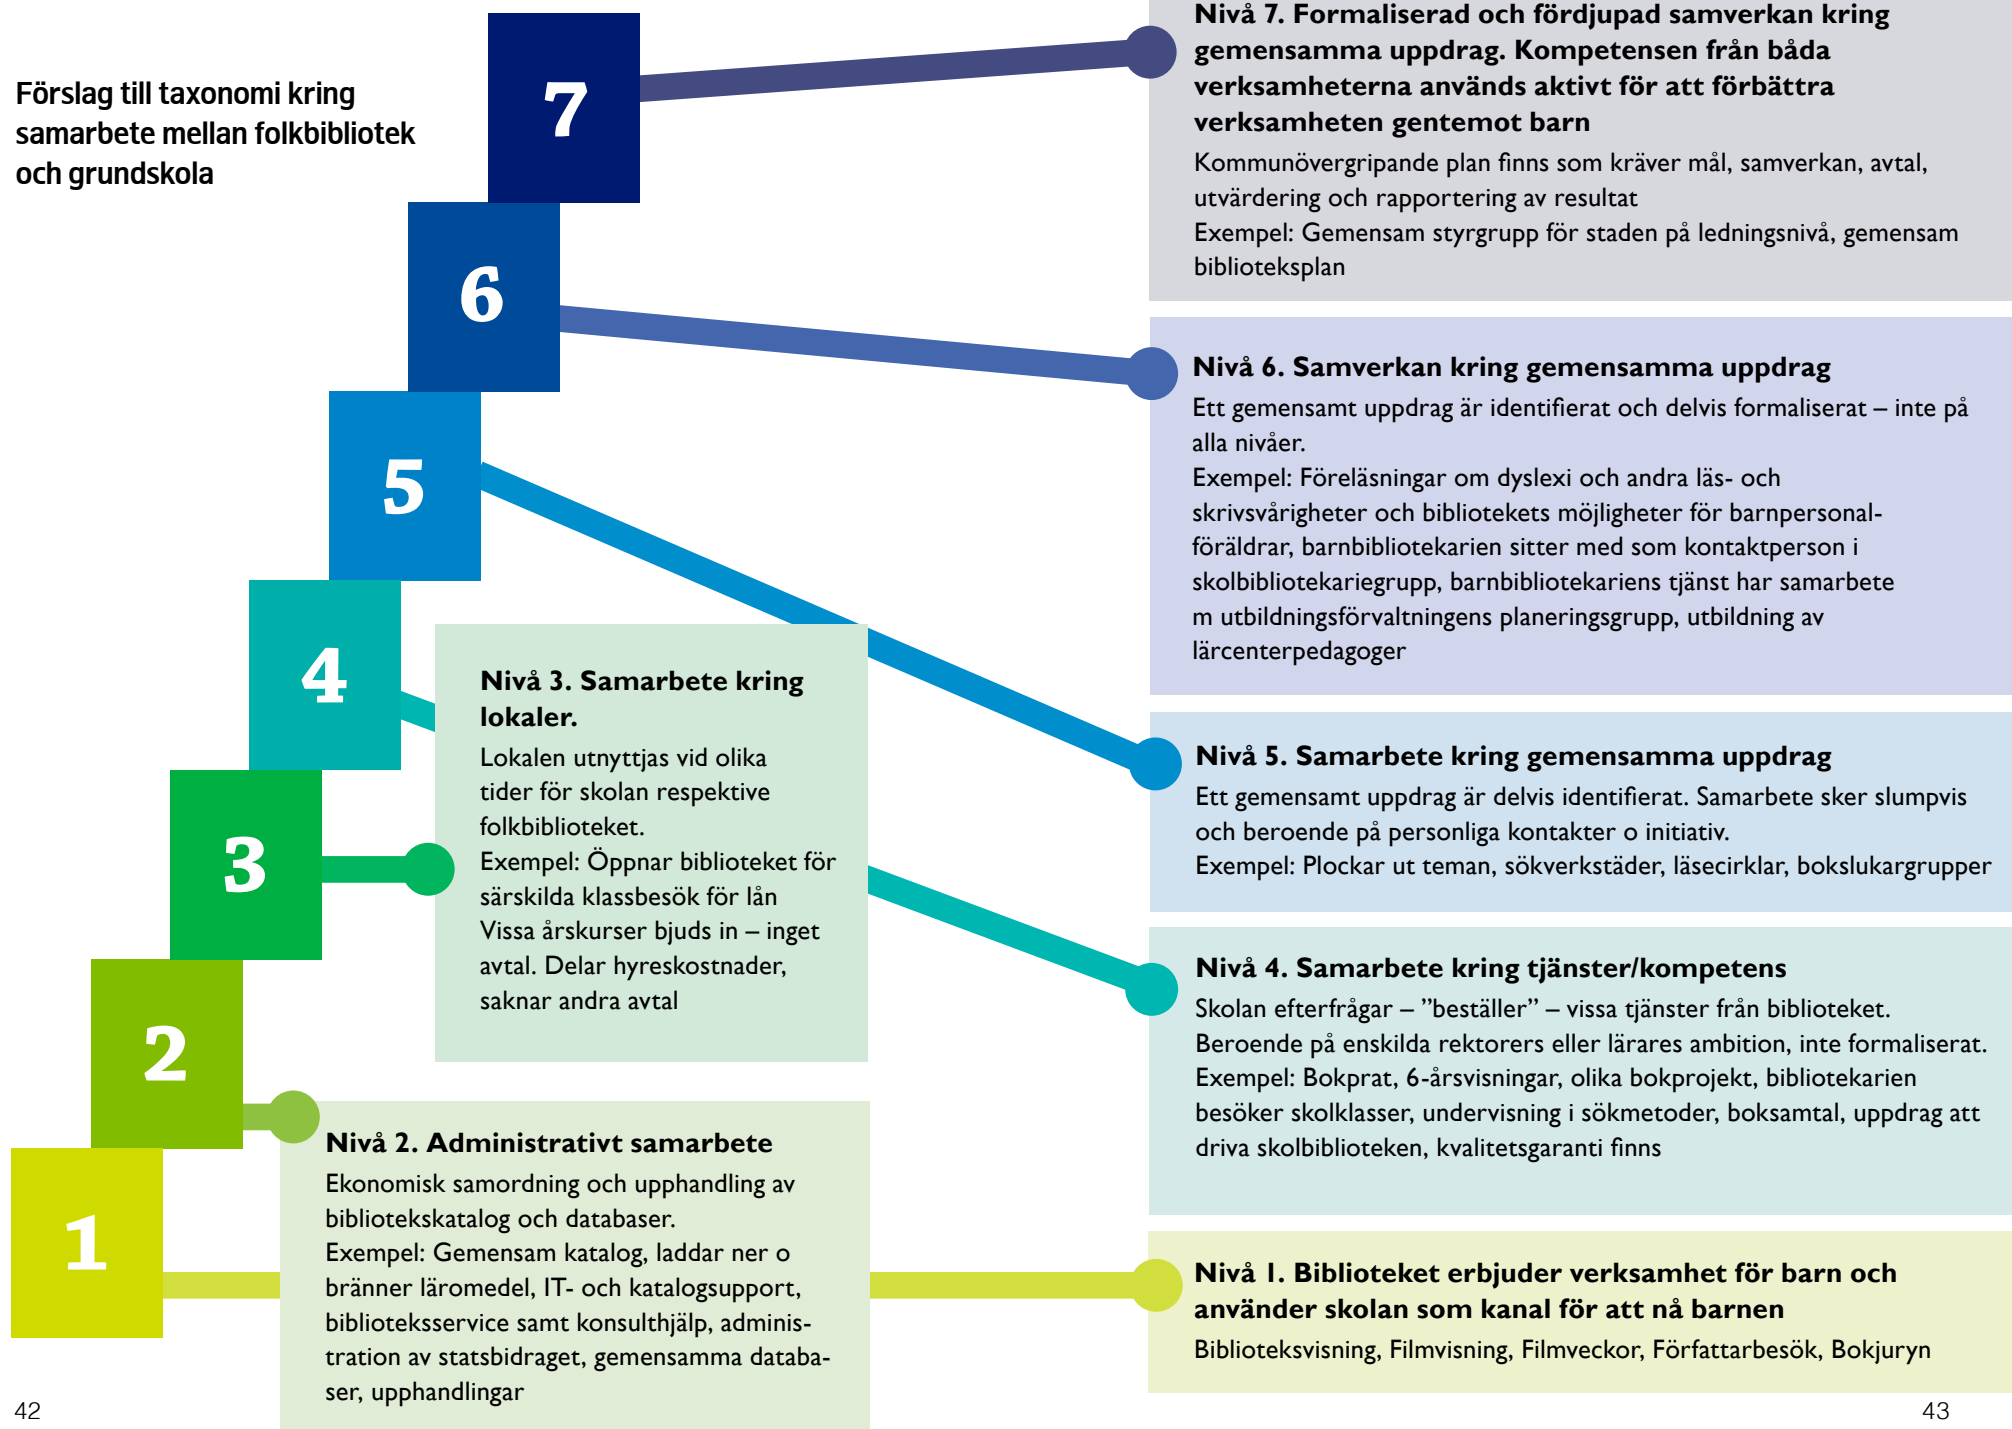 Förslag till taxonomi kring
samarbete mellan folkbibliotek
och grundskola
7
6
5
4
3
2
1
Nivå 7. Formaliserad och fördjupad samverkan kring
gemensamma uppdrag. Kompetensen från båda
verksamheterna används aktivt för att förbättra
verksamheten gentemot barn
Kommunövergripande plan finns som kräver mål, samverkan, avtal,
utvärdering och rapportering av resultat
Exempel: Gemensam styrgrupp för staden på ledningsnivå, gemensam
biblioteksplan
Nivå 6. Samverkan kring gemensamma uppdrag
Ett gemensamt uppdrag är identifierat och delvis formaliserat – inte på
alla nivåer.
Exempel: Föreläsningar om dyslexi och andra läs- och
skrivsvårigheter och bibliotekets möjligheter för barnpersonal-
föräldrar, barnbibliotekarien sitter med som kontaktperson i
skolbibliotekariegrupp, barnbibliotekariens tjänst har samarbete
m utbildningsförvaltningens planeringsgrupp, utbildning av
lärcenterpedagoger
Nivå 5. Samarbete kring gemensamma uppdrag
Ett gemensamt uppdrag är delvis identifierat. Samarbete sker slumpvis
och beroende på personliga kontakter o initiativ.
Exempel: Plockar ut teman, sökverkstäder, läsecirklar, bokslukargrupper
Nivå 4. Samarbete kring tjänster/kompetens
Skolan efterfrågar – ”beställer” – vissa tjänster från biblioteket.
Beroende på enskilda rektorers eller lärares ambition, inte formaliserat.
Exempel: Bokprat, 6-årsvisningar, olika bokprojekt, bibliotekarien
besöker skolklasser, undervisning i sökmetoder, boksamtal, uppdrag att
driva skolbiblioteken, kvalitetsgaranti finns
Nivå 3. Samarbete kring
lokaler.
Lokalen utnyttjas vid olika
tider för skolan respektive
folkbiblioteket.
Exempel: Öppnar biblioteket för
särskilda klassbesök för lån
Vissa årskurser bjuds in – inget
avtal. Delar hyreskostnader,
saknar andra avtal
Nivå 2. Administrativt samarbete
Ekonomisk samordning och upphandling av
bibliotekskatalog och databaser.
Exempel: Gemensam katalog, laddar ner o
bränner läromedel, IT- och katalogsupport,
biblioteksservice samt konsulthjälp, adminis-
tration av statsbidraget, gemensamma databa-
ser, upphandlingar
Nivå 1. Biblioteket erbjuder verksamhet för barn och
använder skolan som kanal för att nå barnen
Biblioteksvisning, Filmvisning, Filmveckor, Författarbesök, Bokjuryn
42
43